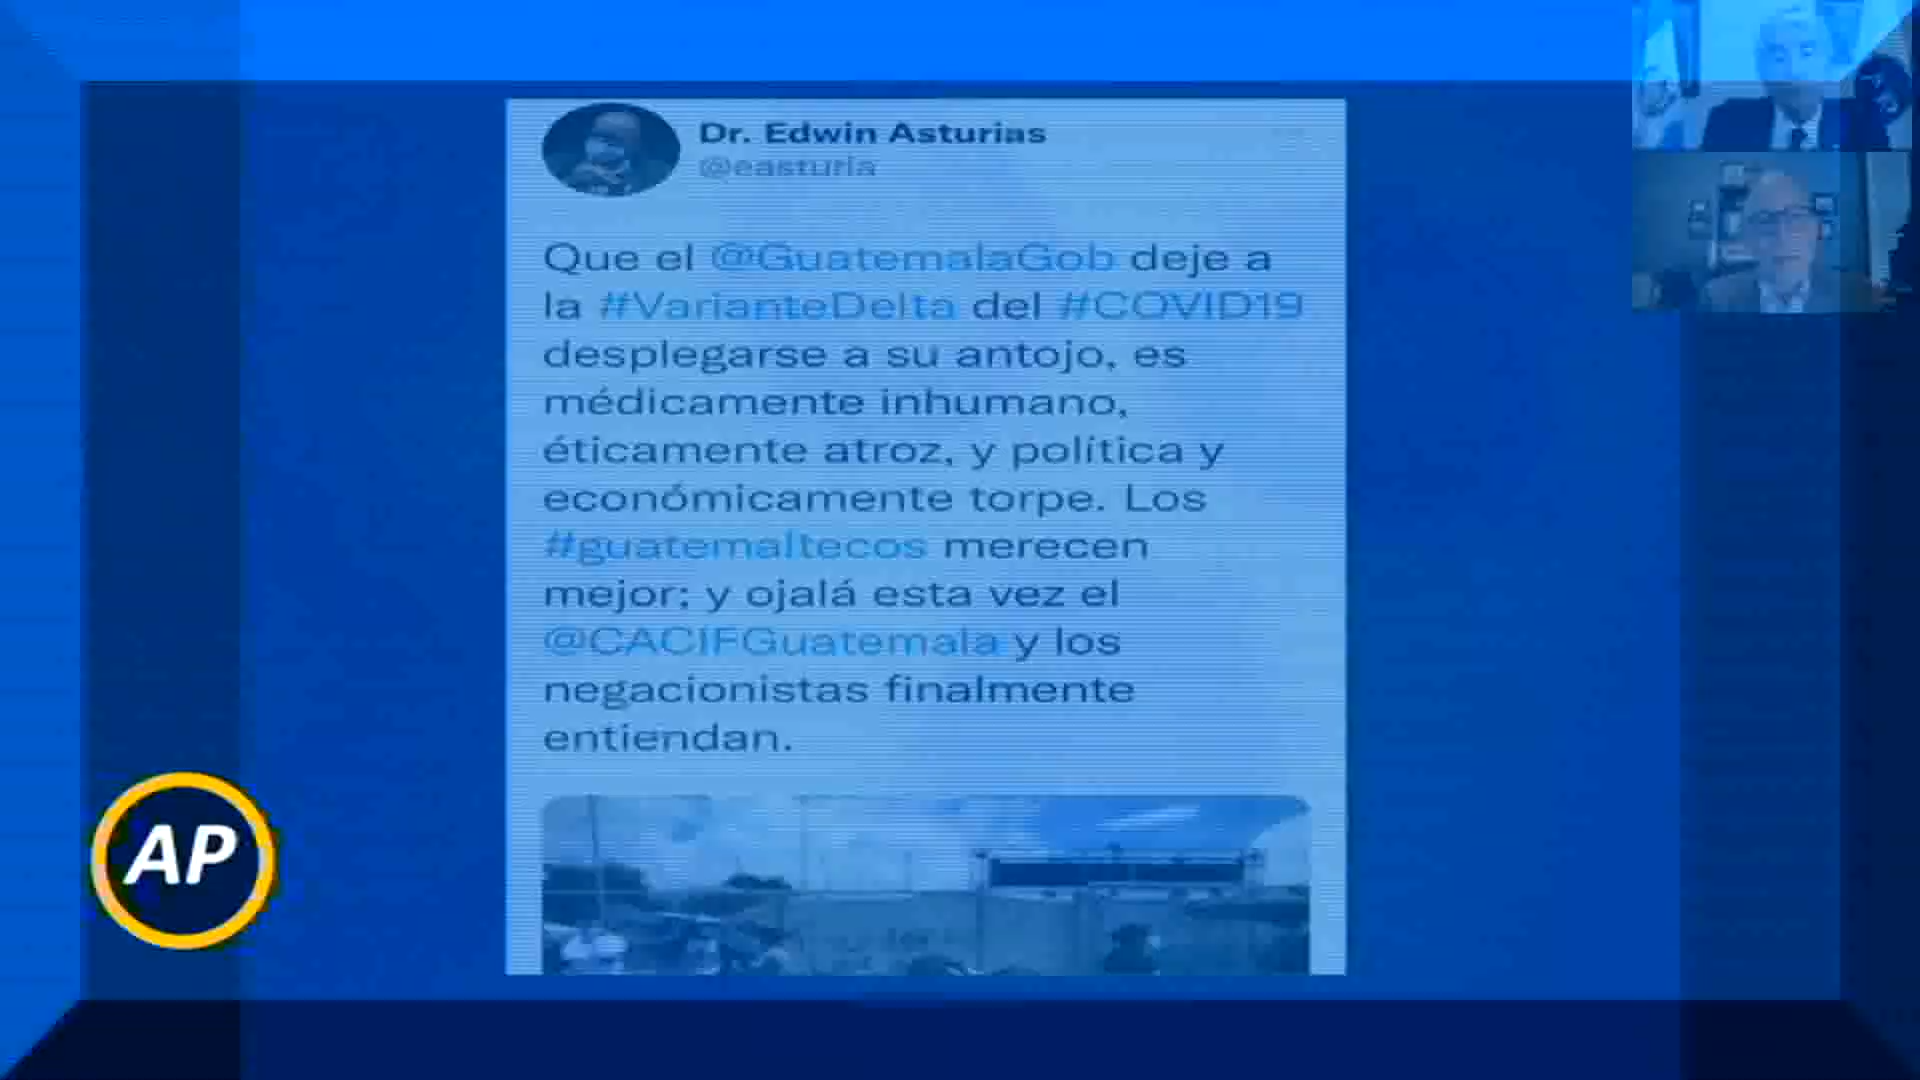 Dr. Edwin Asturias
@easturia
Que el @GuatemalaGob deje a
la #VarianteDelta del #COVID19
desplegarse a su antojo, es
médicamente inhumano,
éticamente atroz, y política y
económicamente torpe. Los
#guatemaltecos merecen
mejor; y ojalá esta vez el
@CACIFGuatemala y los
negacionistas finalmente
entiendan.
AP